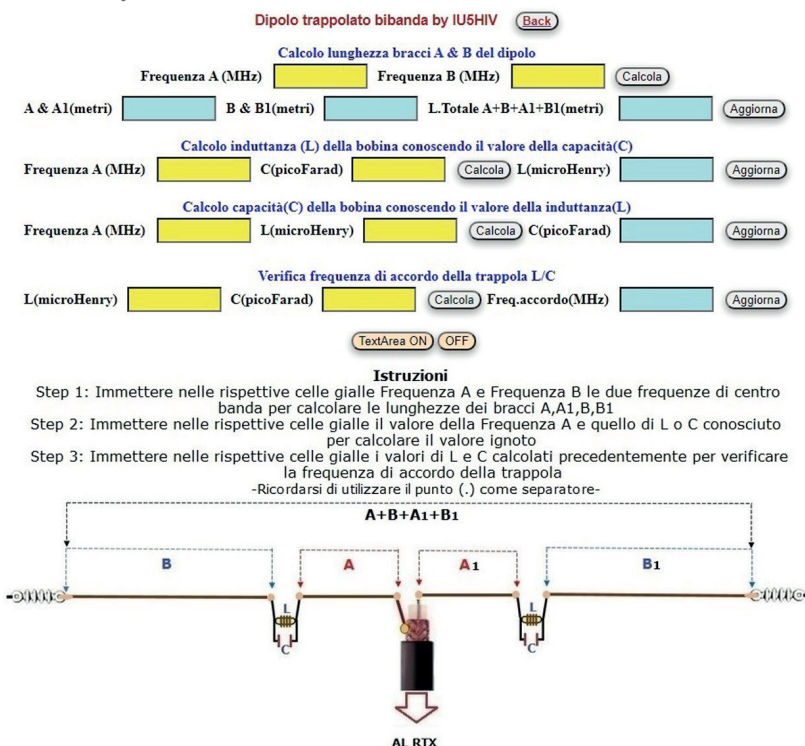 Dipolo trappolato bibanda by IU5HIV Back
Calcolo lunghezza bracci A & B del dipolo
Frequenza A (MHz) Frequenza B (MHz) Calcola
A & A1(metri) B & B1(metri) L.Totale A+B+A1+B1(metri) Aggiorna
Calcolo induttanza (L) della bobina conoscendo il valore della capacità(C)
Frequenza A (MHz) C(picoFarad) Calcola L(microHenry) Aggiorna
Calcolo capacità(C) della bobina conoscendo il valore della induttanza(L)
Frequenza A (MHz) L(microHenry) Calcola C(picoFarad) Aggiorna
Verifica frequenza di accordo della trappola L/C
L(microHenry) C(picoFarad) Calcola Freq.accordo(MHz) Aggiorna
TextArea ON OFF
Istruzioni
Step 1: Immettere nelle rispettive celle gialle Frequenza A e Frequenza B le due frequenze di centro
banda per calcolare le lunghezze dei bracci A,A1,B,B1
Step 2: Immettere nelle rispettive celle gialle il valore della Frequenza A e quello di L o C conosciuto
per calcolare il valore ignoto
Step 3: Immettere nelle rispettive celle gialle i valori di L e C calcolati precedentemente per verificare
la frequenza di accordo della trappola
-Ricordarsi di utilizzare il punto (.) come separatore-
A+B+A1+B1
B A A1 B1
L L
C C
AL RTX